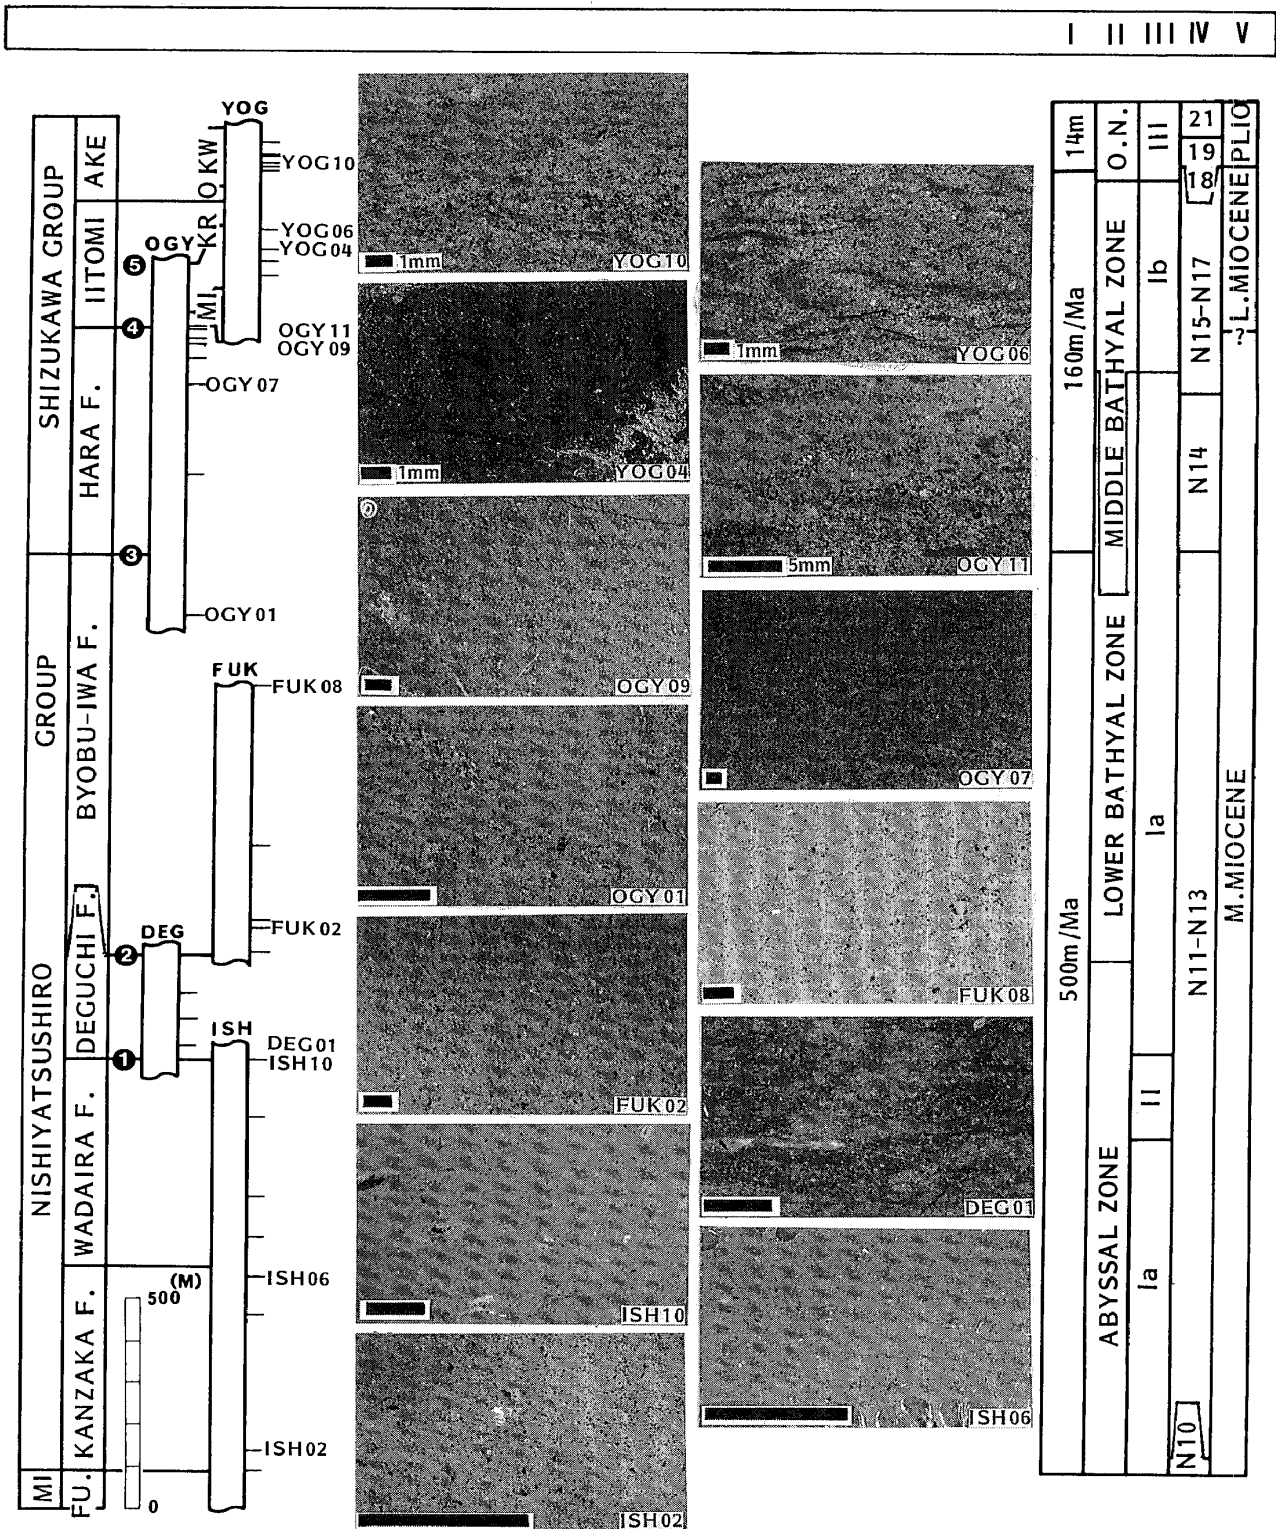 I II III IV V
SHIZUKAWA GROUP
NISHIYATSUSHIRO GROUP
MI
AKE
IITOMI
HARA F.
BYOBU-IWA F.
DEGUCHI F.
WADAIRA F.
KANZAKA F.
FU.
5
4
3
2
1
YOG
OKW
KR
MI
YOG10
YOG06
YOG04
OGY
OGY11
OGY09
OGY07
OGY01
FUK
FUK08
FUK02
DEG
DEG01
ISH
ISH10
ISH06
ISH02
(M)
500
0
1mm YOG10
1mm YOG04
OGY09
OGY01
FUK02
ISH10
ISH02
1mm YOG06
5mm OGY11
OGY07
FUK08
DEG01
ISH06
14m
160m/Ma
500m/Ma
O.N.
MIDDLE BATHYAL ZONE
LOWER BATHYAL ZONE
ABYSSAL ZONE
III
Ib
Ia
II
Ia
21
19
18
N15-N17
N14
N11-N13
N10
PLIO
L.MIOCENE
-?-
M.MIOCENE